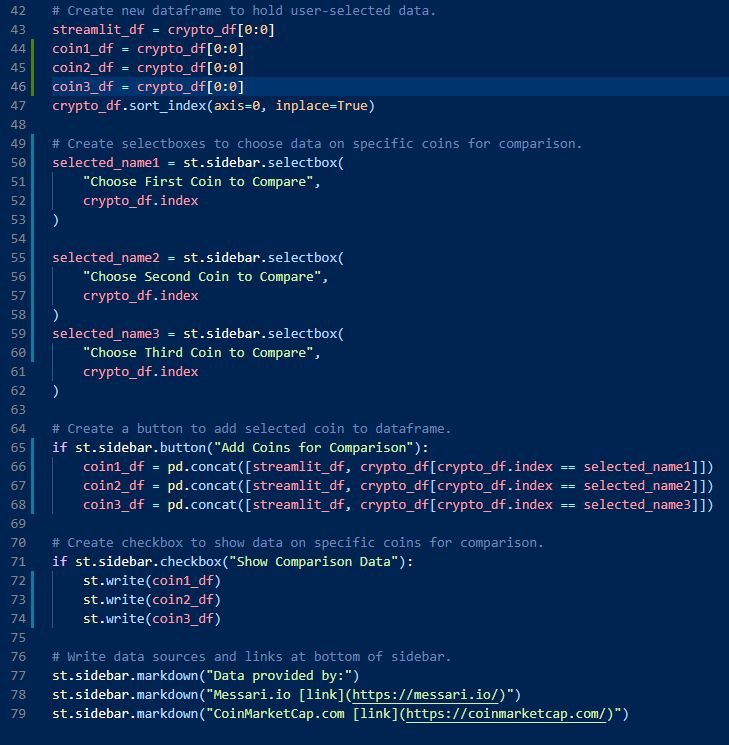 42 # Create new dataframe to hold user-selected data.
43 streamlit_df = crypto_df[0:0]
44 coin1_df = crypto_df[0:0]
45 coin2_df = crypto_df[0:0]
46 coin3_df = crypto_df[0:0]
47 crypto_df.sort_index(axis=0, inplace=True)
48
49 # Create selectboxes to choose data on specific coins for comparison.
50 selected_name1 = st.sidebar.selectbox(
51     "Choose First Coin to Compare",
52     crypto_df.index
53 )
54
55 selected_name2 = st.sidebar.selectbox(
56     "Choose Second Coin to Compare",
57     crypto_df.index
58 )
59 selected_name3 = st.sidebar.selectbox(
60     "Choose Third Coin to Compare",
61     crypto_df.index
62 )
63
64 # Create a button to add selected coin to dataframe.
65 if st.sidebar.button("Add Coins for Comparison"):
66     coin1_df = pd.concat([streamlit_df, crypto_df[crypto_df.index == selected_name1]])
67     coin2_df = pd.concat([streamlit_df, crypto_df[crypto_df.index == selected_name2]])
68     coin3_df = pd.concat([streamlit_df, crypto_df[crypto_df.index == selected_name3]])
69
70 # Create checkbox to show data on specific coins for comparison.
71 if st.sidebar.checkbox("Show Comparison Data"):
72     st.write(coin1_df)
73     st.write(coin2_df)
74     st.write(coin3_df)
75
76 # Write data sources and links at bottom of sidebar.
77 st.sidebar.markdown("Data provided by:")
78 st.sidebar.markdown("Messari.io [link](https://messari.io/)")
79 st.sidebar.markdown("CoinMarketCap.com [link](https://coinmarketcap.com/)")